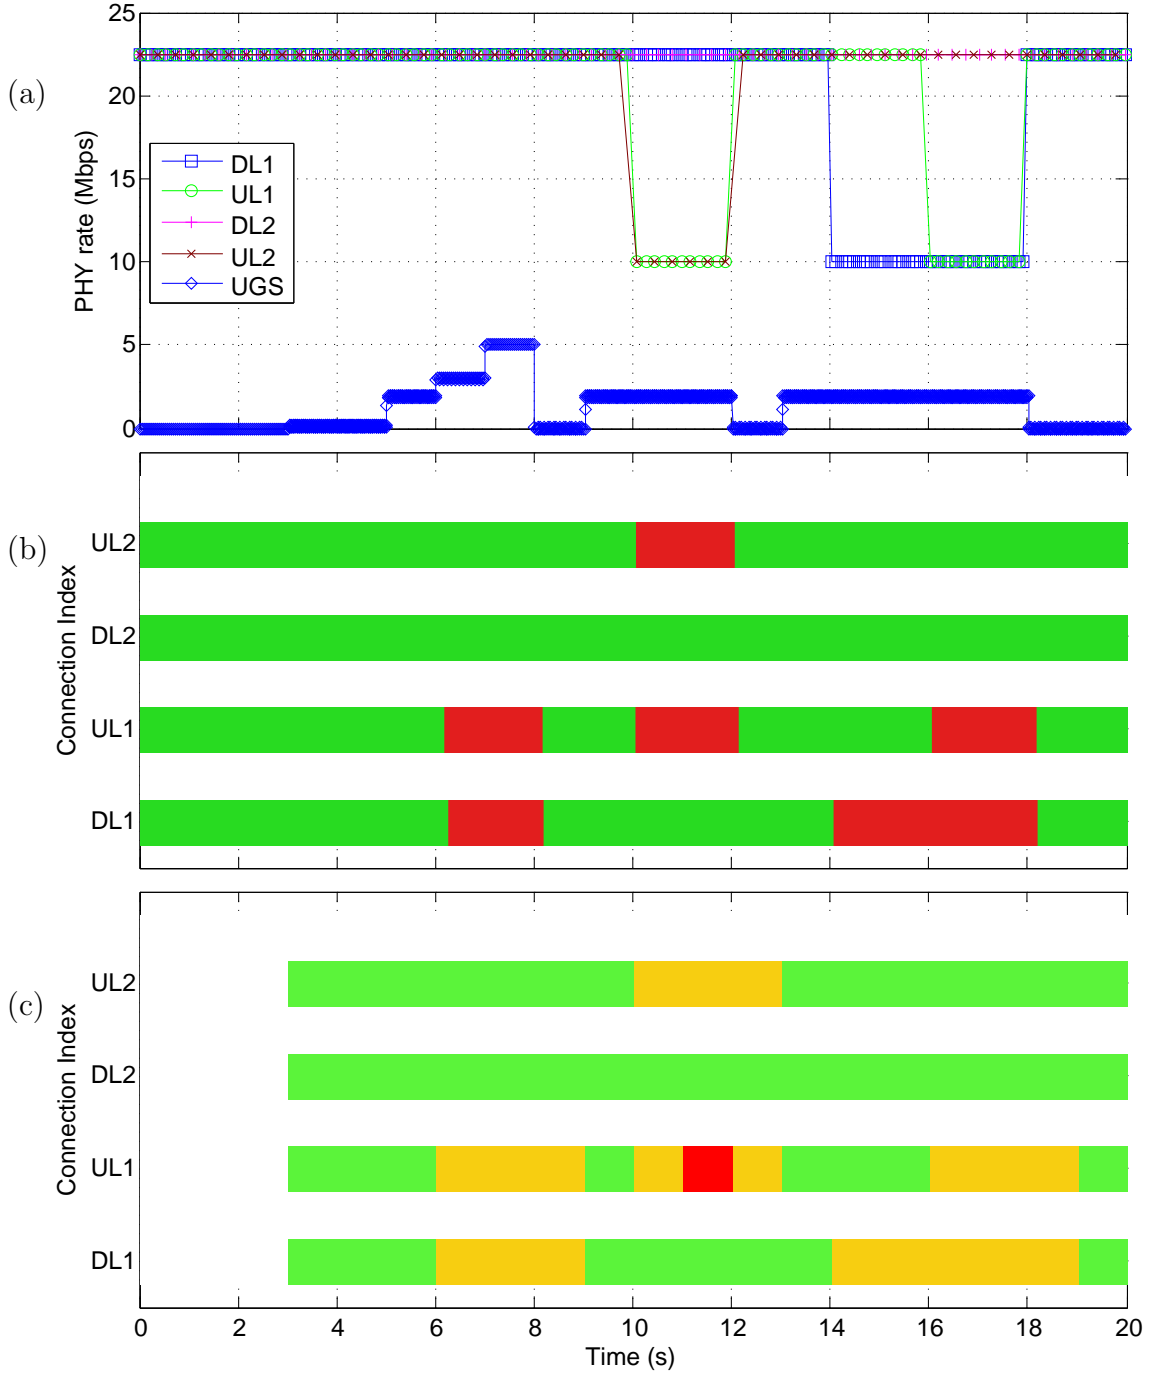 (a)
PHY rate (Mbps)
25
20
15
10
5
0
DL1
UL1
DL2
UL2
UGS
(b)
Connection Index
UL2
DL2
UL1
DL1
(c)
Connection Index
UL2
DL2
UL1
DL1
0 2 4 6 8 10 12 14 16 18 20
Time (s)